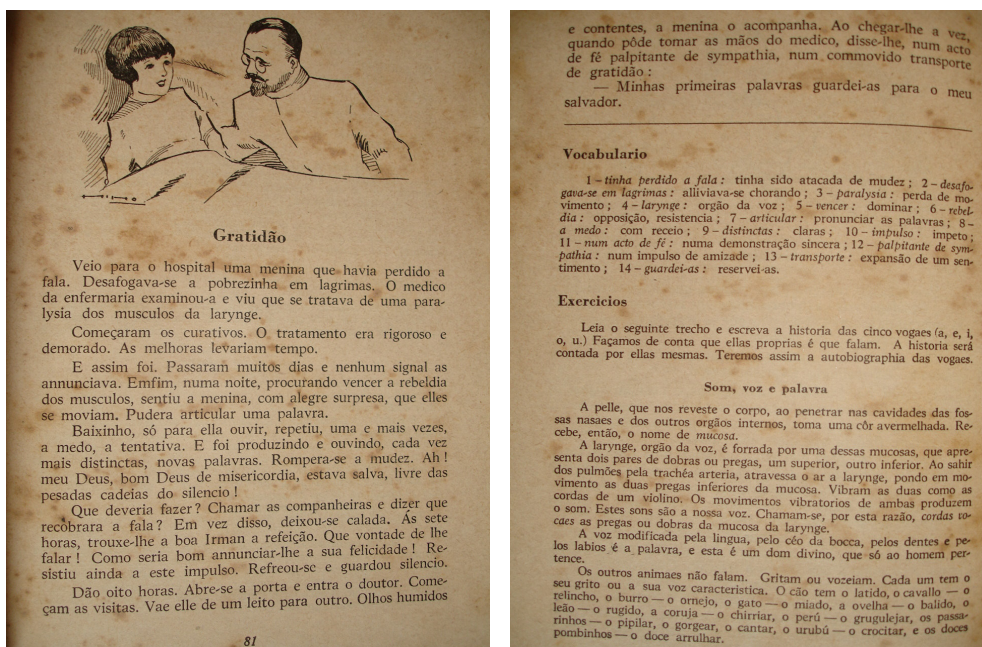 Gratidão
Veio para o hospital uma menina que havia perdido a
fala. Desafogava-se a pobrezinha em lagrimas. O medico
da enfermaria examinou-a e viu que se tratava de uma para-
lysia dos musculos da larynge.
Começaram os curativos. O tratamento era rigoroso e
demorado. As melhoras levariam tempo.
E assim foi. Passaram muitos dias e nenhum signal as
annunciava. Emfim, numa noite, procurando vencer a rebeldia
dos musculos, sentiu a menina, com alegre surpresa, que elles
se moviam. Pudera articular uma palavra.
Baixinho, só para ella ouvir, repetiu, uma e mais vezes,
a medo, a tentativa. E foi produzindo e ouvindo, cada vez
mais distinctas, novas palavras. Rompera-se a mudez. Ah!
meu Deus, bom Deus de misericordia, estava salva, livre das
pesadas cadeias do silencio!
Que deveria fazer? Chamar as companheiras e dizer que
recobrara a fala? Em vez disso, deixou-se calada. Ás sete
horas, trouxe-lhe a boa Irman a refeição. Que vontade de lhe
falar! Como seria bom annunciar-lhe a sua felicidade! Re-
sistiu ainda a este impulso. Refreou-se e guardou silencio.
Dão oito horas. Abre-se a porta e entra o doutor. Come-
çam as visitas. Vae elle de um leito para outro. Olhos humidos
81
e contentes, a menina o acompanha. Ao chegar-lhe a vez,
quando pôde tomar as mãos do medico, disse-lhe, num acto
de fé palpitante de sympathia, num commovido transporte
de gratidão:
— Minhas primeiras palavras guardei-as para o meu
salvador.
Vocabulario
1 – tinha perdido a fala: tinha sido atacada de mudez; 2 – desafo-
gava-se em lagrimas: alliviava-se chorando; 3 – paralysia: perda de mo-
vimento; 4 – larynge: orgão da voz; 5 – vencer: dominar; 6 – rebel-
dia: opposição, resistencia; 7 – articular: pronunciar as palavras; 8 –
a medo: com receio; 9 – distinctas: claras; 10 – impulso: impeto;
11 – num acto de fé: numa demonstração sincera; 12 – palpitante de sym-
pathia: num impulso de amizade; 13 – transporte: expansão de um sen-
timento; 14 – guardei-as: reservei-as.
Exercicios
Leia o seguinte trecho e escreva a historia das cinco vogaes (a, e, i,
o, u.) Façamos de conta que ellas proprias é que falam. A historia será
contada por ellas mesmas. Teremos assim a autobiographia das vogaes.
Som, voz e palavra
A pelle, que nos reveste o corpo, ao penetrar nas cavidades das fos-
sas nasaes e dos outros orgãos internos, toma uma côr avermelhada. Re-
cebe, então, o nome de mucosa.
A larynge, orgão da voz, é forrada por uma dessas mucosas, que apre-
senta dois pares de dobras ou pregas, um superior, outro inferior. Ao sahir
dos pulmões pela trachéa arteria, atravessa o ar a larynge, pondo em mo-
vimento as duas pregas inferiores da mucosa. Vibram as duas como as
cordas de um violino. Os movimentos vibratorios de ambas produzem
o som. Estes sons são a nossa voz. Chamam-se, por esta razão, cordas vo-
caes as pregas ou dobras da mucosa da larynge.
A voz modificada pela lingua, pelo céo da bocca, pelos dentes e pe-
los labios é a palavra, e esta é um dom divino, que só ao homem per-
tence.
Os outros animaes não falam. Gritam ou vozeiam. Cada um tem o
seu grito ou a sua voz caracteristica. O cão tem o latido, o cavallo — o
relincho, o burro — o ornejo, o gato — o miado, a ovelha — o balido, o
leão — o rugido, a coruja — o chirriar, o perú — o grugulejar, os passa-
rinhos — o pipilar, o gorgear, o cantar, o urubú — o crocitar, e os doces
pombinhos — o doce arrulhar.